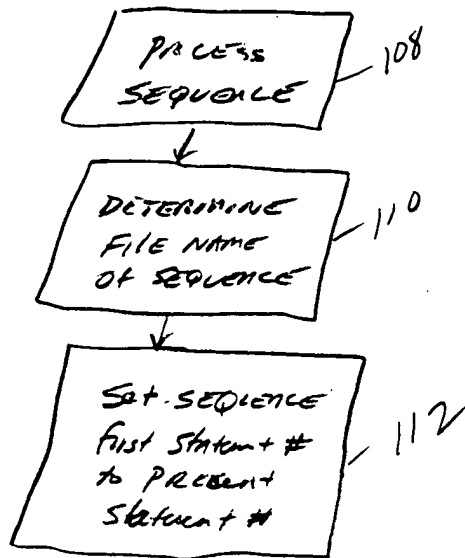 PROCESS
SEQUENCE
108
DETERMINE
FILE NAME
OF SEQUENCE
110
Set SEQUENCE
first Statement #
to PRESENT
Statement #
112